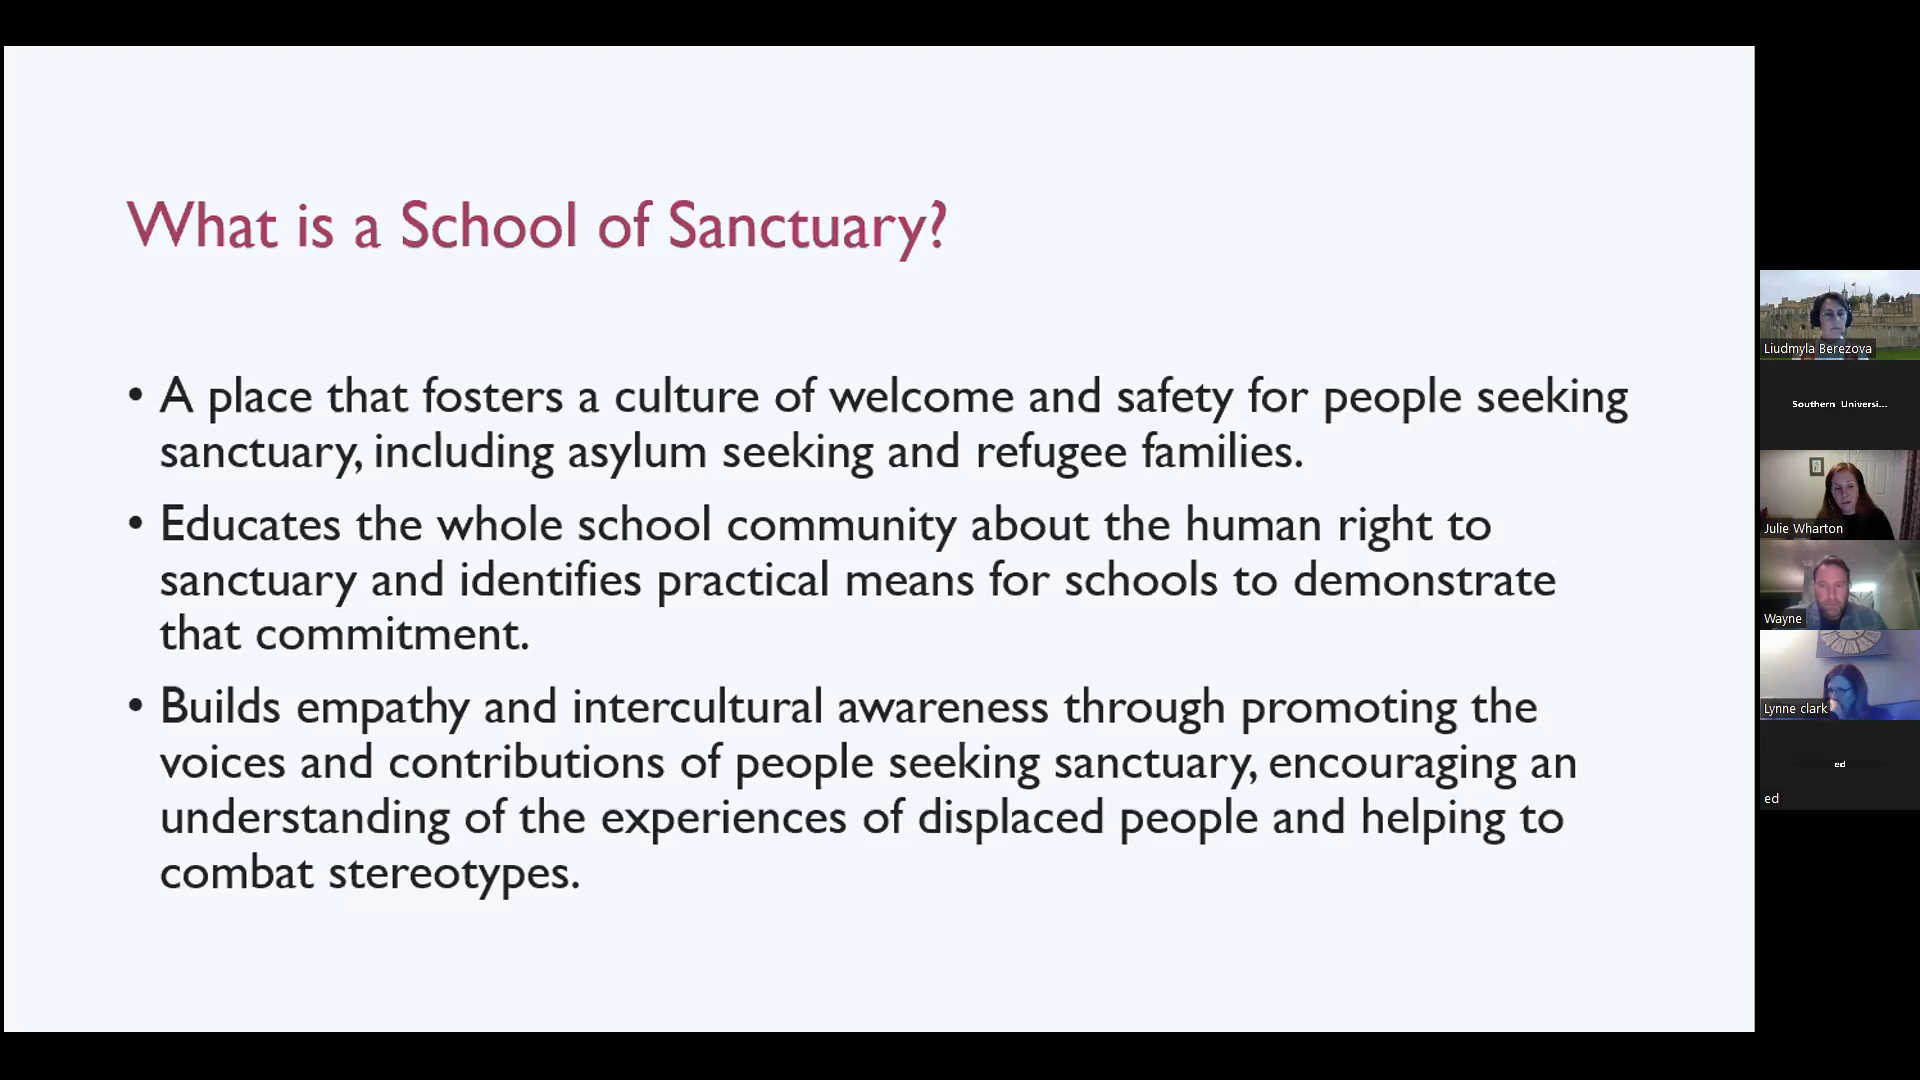 What is a School of Sanctuary?
• A place that fosters a culture of welcome and safety for people seeking
sanctuary, including asylum seeking and refugee families.
• Educates the whole school community about the human right to
sanctuary and identifies practical means for schools to demonstrate
that commitment.
• Builds empathy and intercultural awareness through promoting the
voices and contributions of people seeking sanctuary, encouraging an
understanding of the experiences of displaced people and helping to
combat stereotypes.
Liudmyla Berezova
Southern Universi...
Julie Wharton
Wayne
Lynne clark
ed
ed